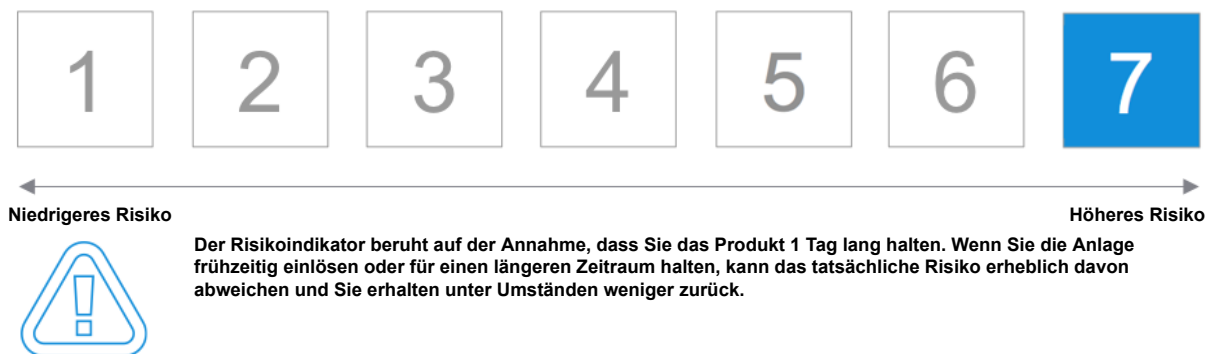 1 2 3 4 5 6 7
Niedrigeres Risiko Höheres Risiko
Der Risikoindikator beruht auf der Annahme, dass Sie das Produkt 1 Tag lang halten. Wenn Sie die Anlage
frühzeitig einlösen oder für einen längeren Zeitraum halten, kann das tatsächliche Risiko erheblich davon
abweichen und Sie erhalten unter Umständen weniger zurück.